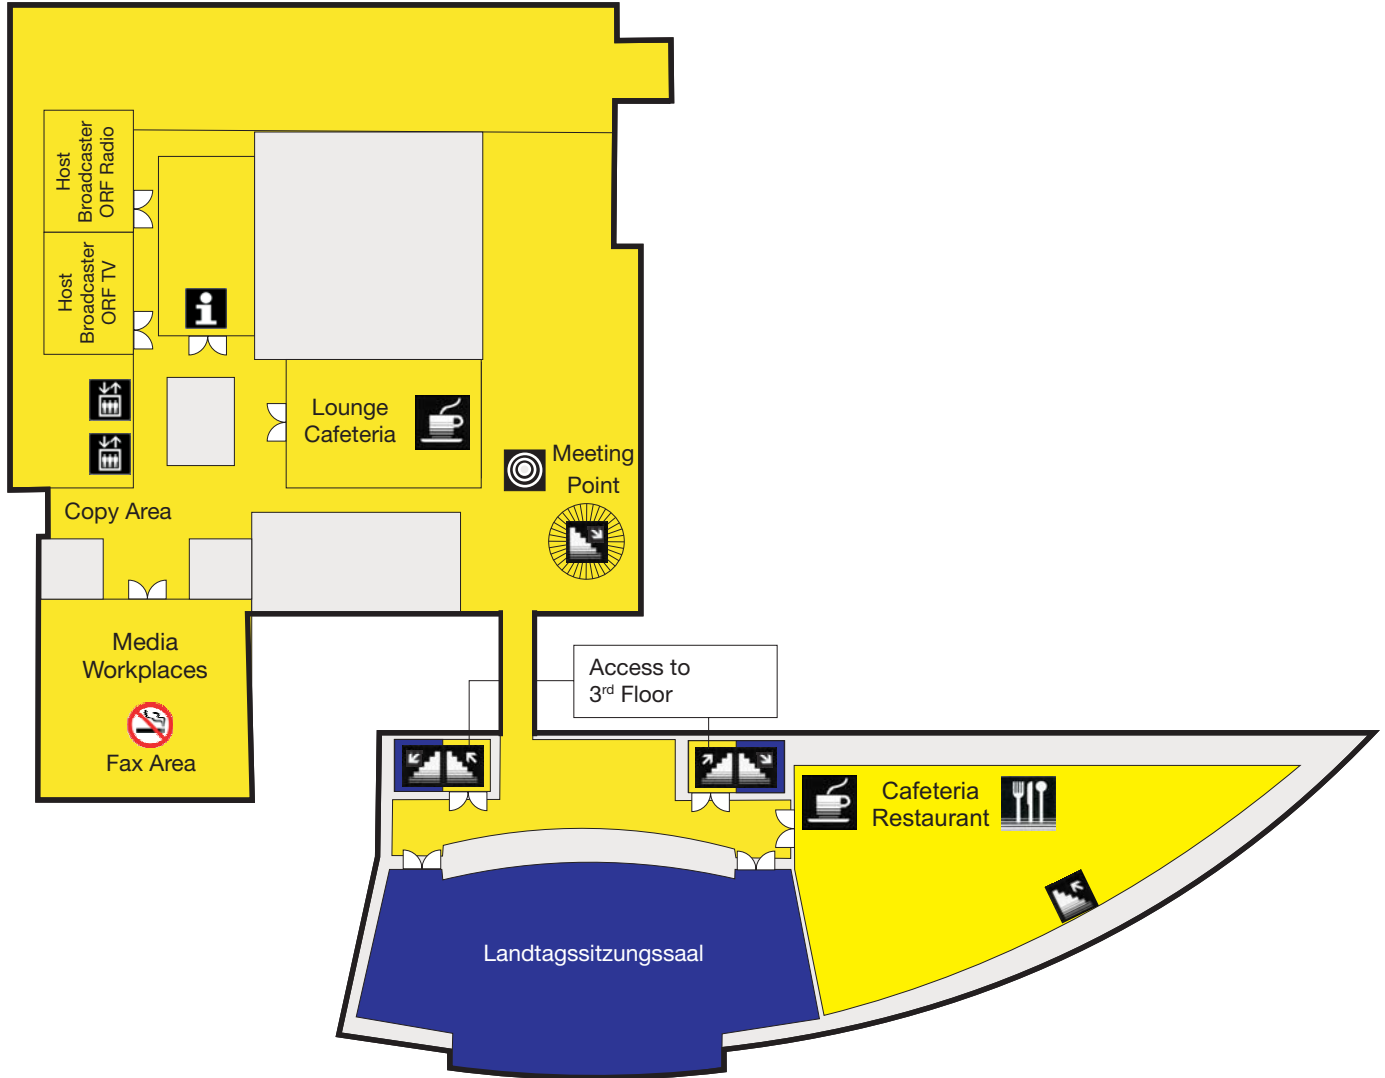 Host
Broadcaster
ORF Radio
Host
Broadcaster
ORF TV
i
Lounge
Cafeteria
Meeting
Point
Copy Area
Media
Workplaces
Fax Area
Access to
3rd Floor
Cafeteria
Restaurant
Landtagssitzungssaal